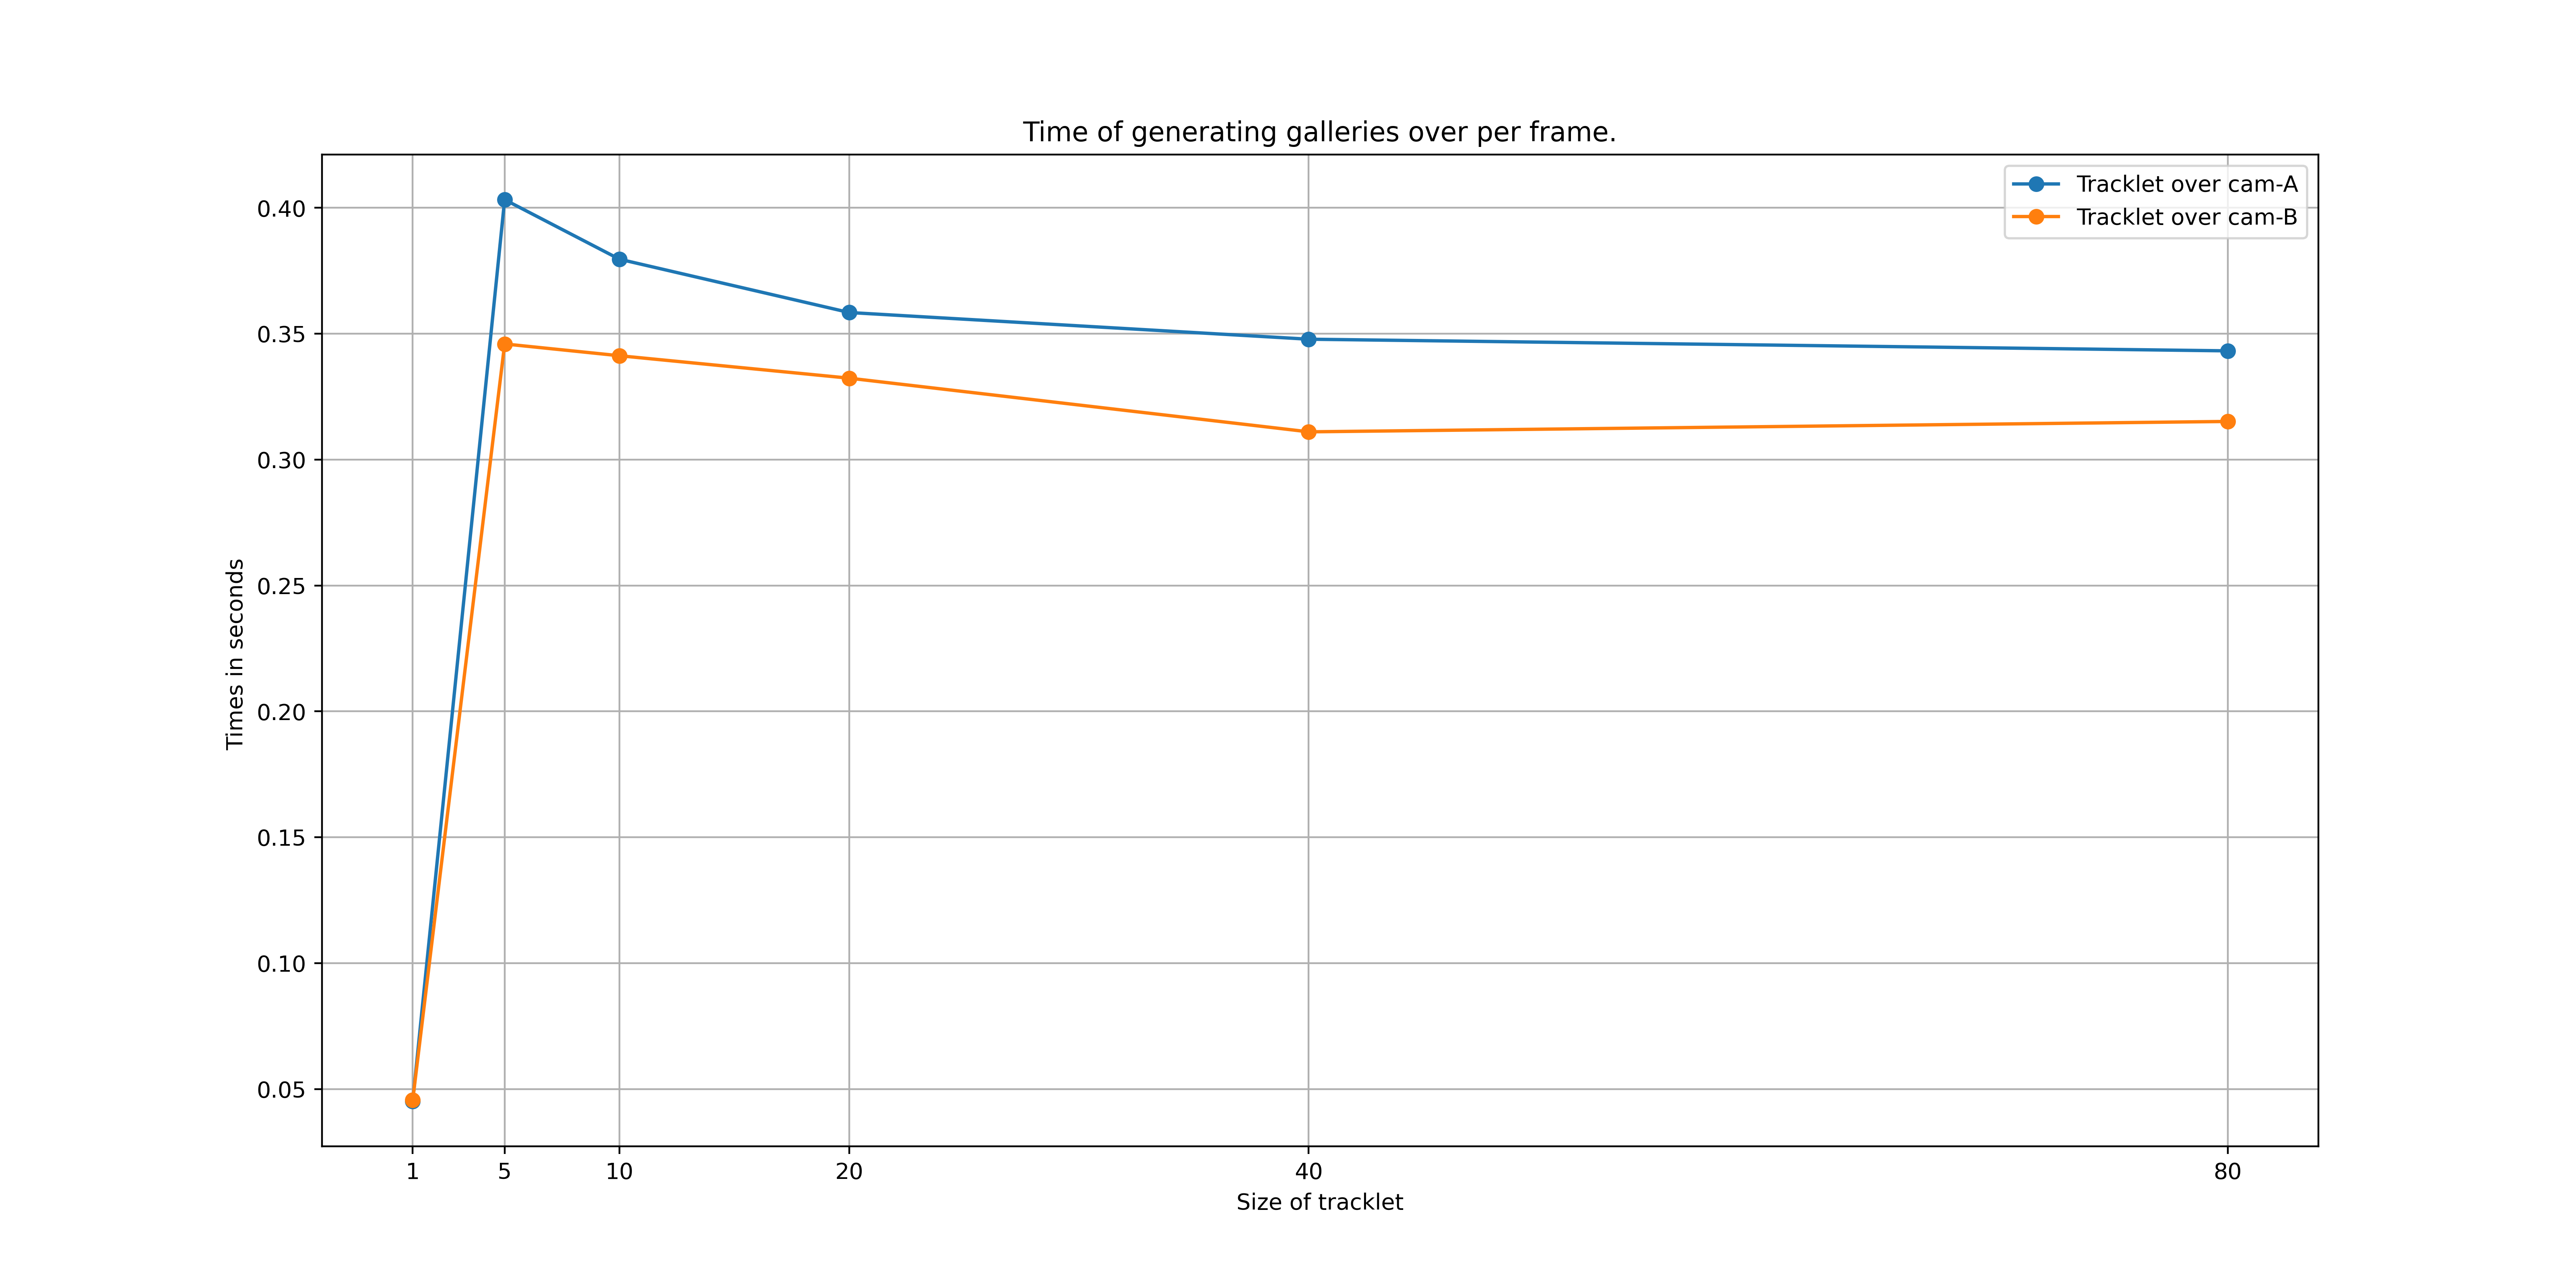 Time of generating galleries over per frame.
Tracklet over cam-A
Tracklet over cam-B
0.40
0.35
0.30
0.25
0.20
0.15
0.10
0.05
Times in seconds
1 5 10 20 40 80
Size of tracklet